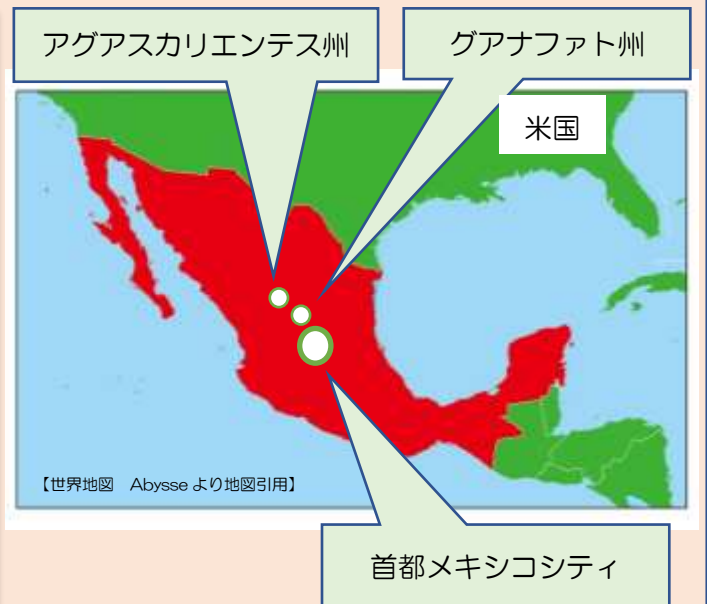 アグアスカリエンテス州
グアナファト州
米国
【世界地図　Abysse より地図引用】
首都メキシコシティ